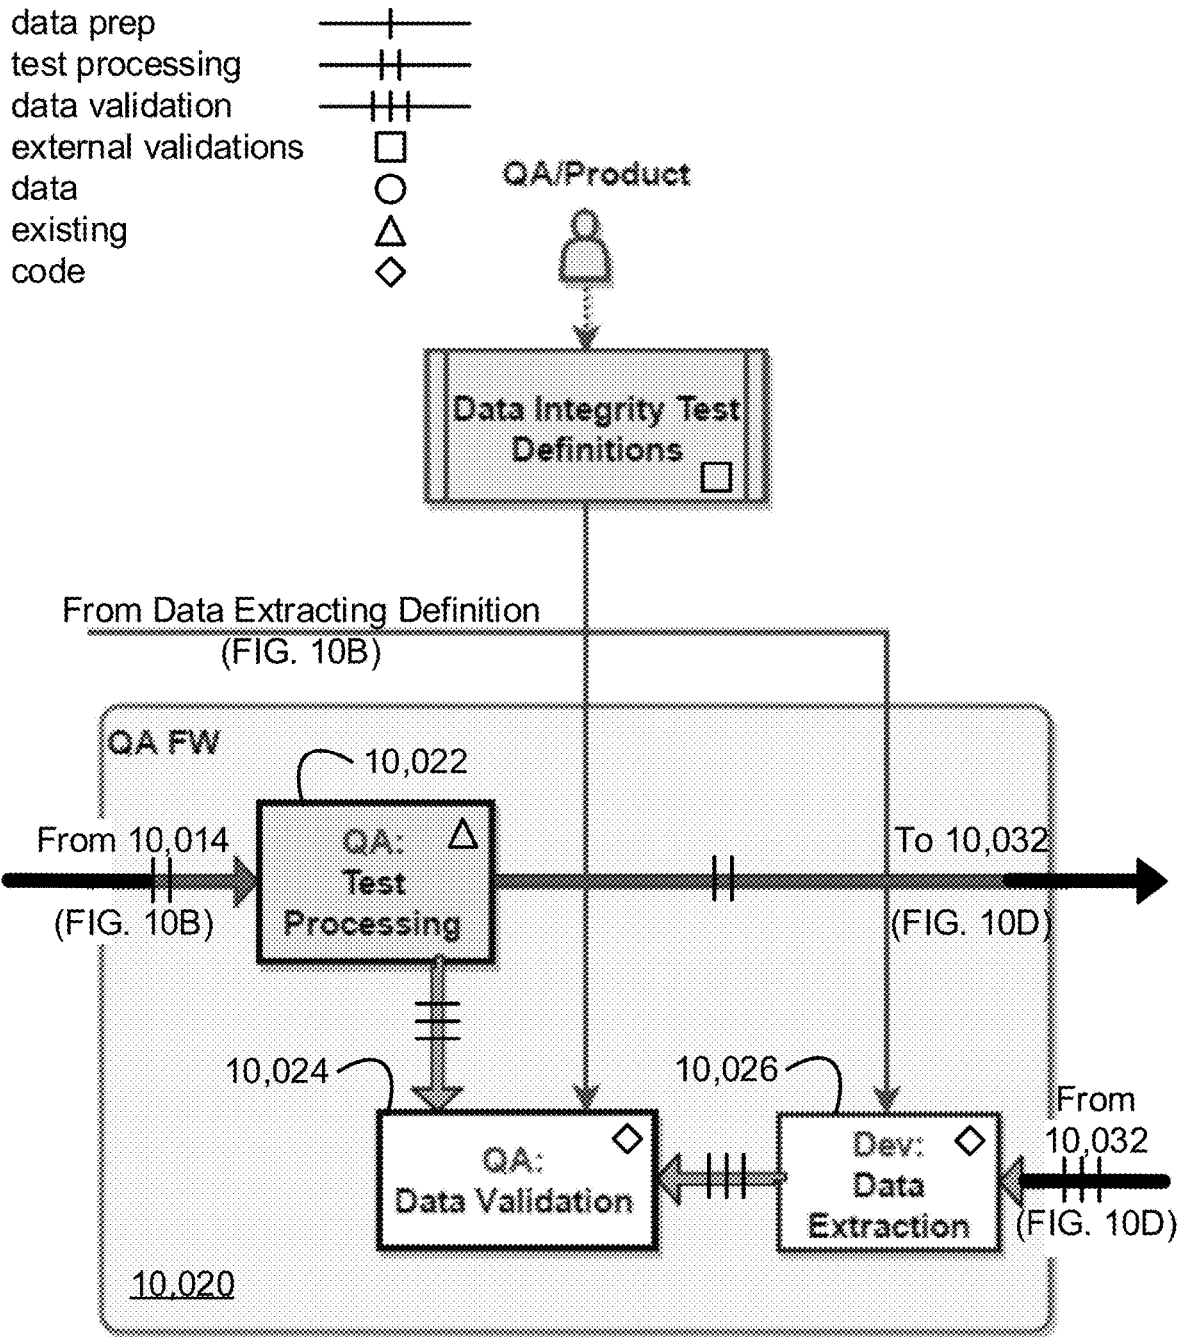 data prep
test processing
data validation
external validations
data
existing
code
QA/Product
Data Integrity Test
Definitions
From Data Extracting Definition
(FIG. 10B)
QA FW
10,022
From 10,014
(FIG. 10B)
QA:
Test
Processing
To 10,032
(FIG. 10D)
10,024
QA:
Data Validation
10,026
Dev:
Data
Extraction
From
10,032
(FIG. 10D)
10,020